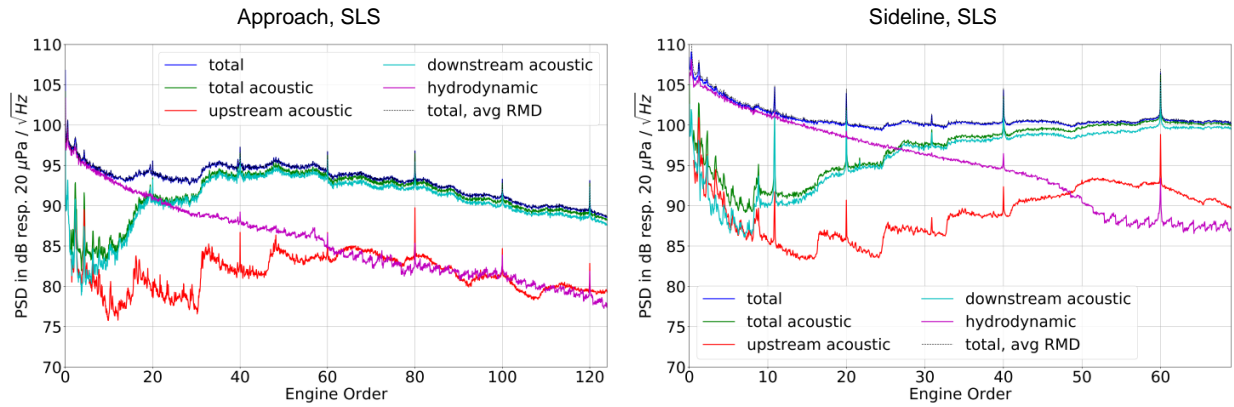 Approach, SLS
PSD in dB resp. 20 μPa / √Hz
110
105
100
95
90
85
80
75
70
total
total acoustic
upstream acoustic
downstream acoustic
hydrodynamic
total, avg RMD
0 20 40 60 80 100 120
Engine Order
Sideline, SLS
PSD in dB resp. 20 μPa / √Hz
110
105
100
95
90
85
80
75
70
total
total acoustic
upstream acoustic
downstream acoustic
hydrodynamic
total, avg RMD
0 10 20 30 40 50 60
Engine Order